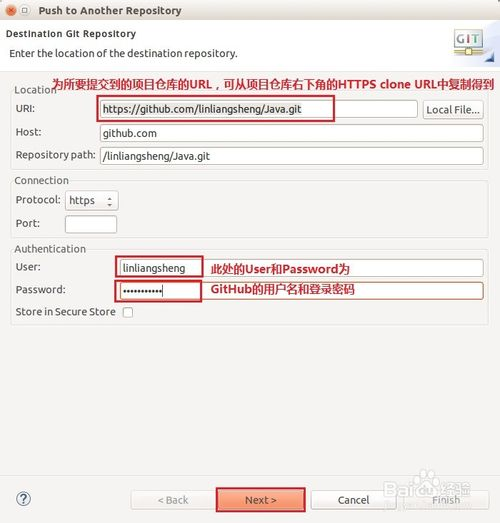 Push to Another Repository
Destination Git Repository
Enter the location of the destination repository.
GIT
为所要提交到的项目仓库的URL，可从项目仓库右下角的HTTPS clone URL中复制得到
Location
URI: https://github.com/linliangsheng/Java.git Local File...
Host: github.com
Repository path: /linliangsheng/Java.git
Connection
Protocol: https
Port:
Authentication
User: linliangsheng 此处的User和Password为
Password: ••••••••••• GitHub的用户名和登录密码
Store in Secure Store
? < Back Next > Cancel Finish
Baidu经验